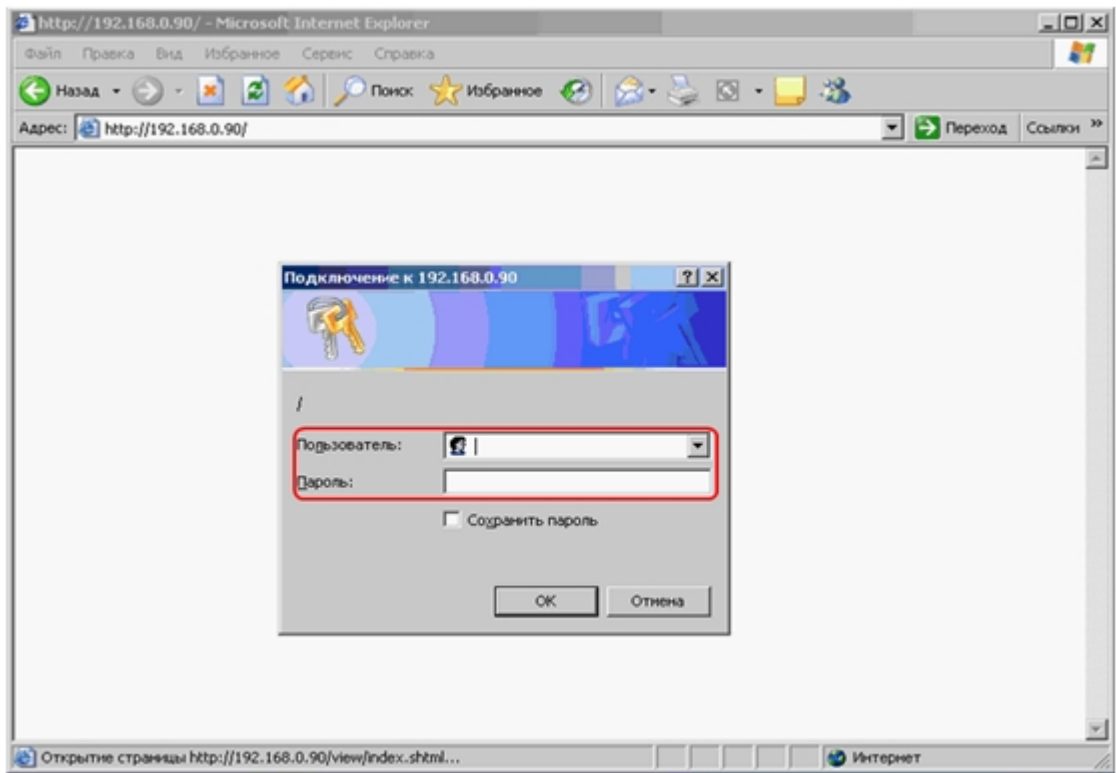 http://192.168.0.90/ - Microsoft Internet Explorer
Файл Правка Вид Избранное Сервис Справка
Назад Поиск Избранное
Адрес: http://192.168.0.90/ Переход Ссылки »
Подключение к 192.168.0.90
/
Пользователь:
Пароль:
Сохранить пароль
OK Отмена
Открытие страницы http://192.168.0.90/view/index.shtml... Интернет